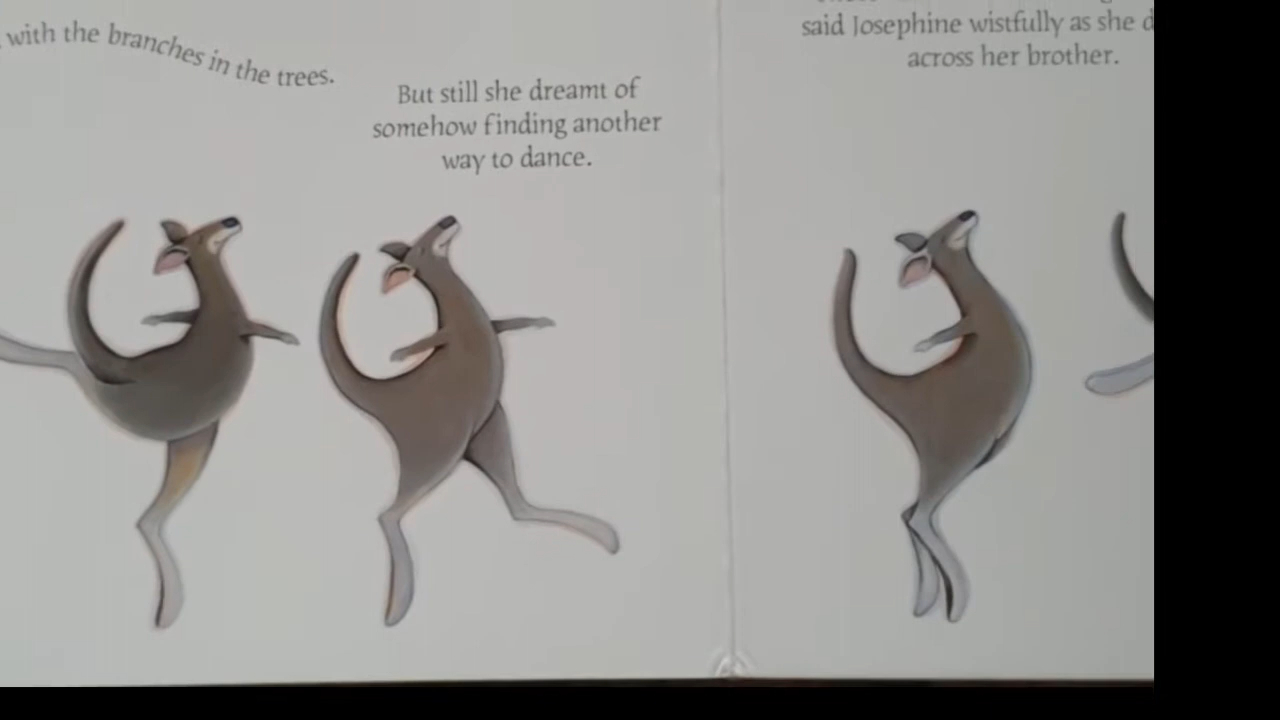 with the branches in the trees.
But still she dreamt of
somehow finding another
way to dance.
said Josephine wistfully as she
across her brother.